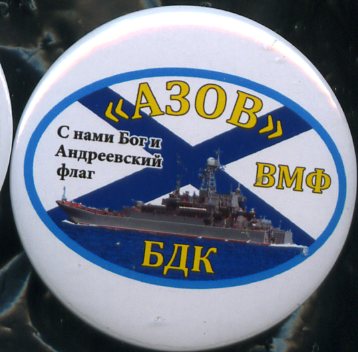 «АЗОВ»
С нами Бог и
Андреевский
флаг
ВМФ
БДК